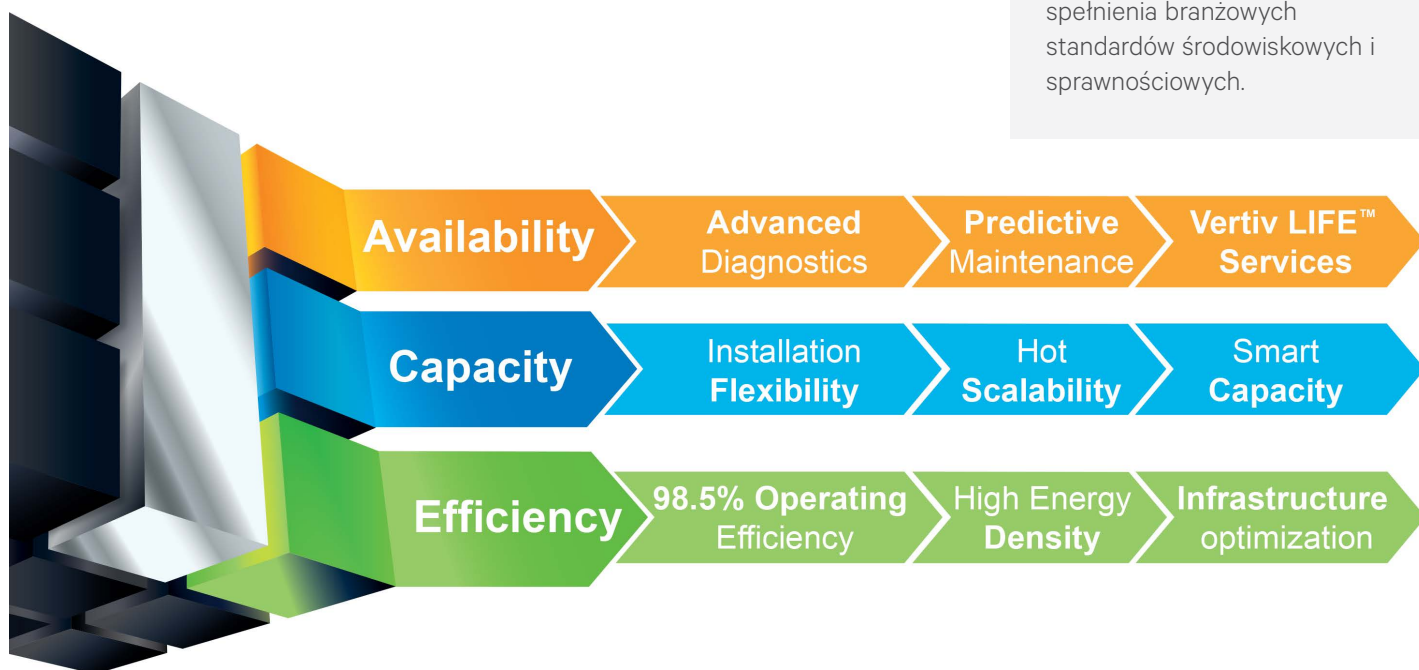 spełnienia branżowych
standardów środowiskowych i
sprawnościowych.
Availability
Advanced
Diagnostics
Predictive
Maintenance
Vertiv LIFE™
Services
Capacity
Installation
Flexibility
Hot
Scalability
Smart
Capacity
Efficiency
98.5% Operating
Efficiency
High Energy
Density
Infrastructure
optimization